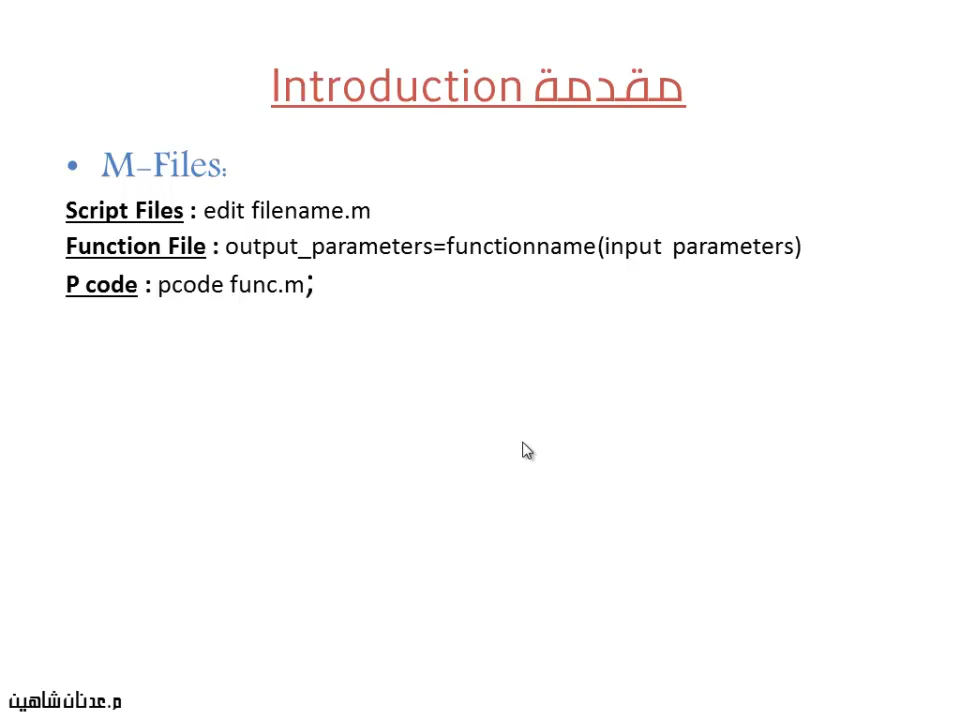 Introduction مقدمة
• M-Files:
Script Files : edit filename.m
Function File : output_parameters=functionname(input parameters)
P code : pcode func.m;
م.عدنان شاهين